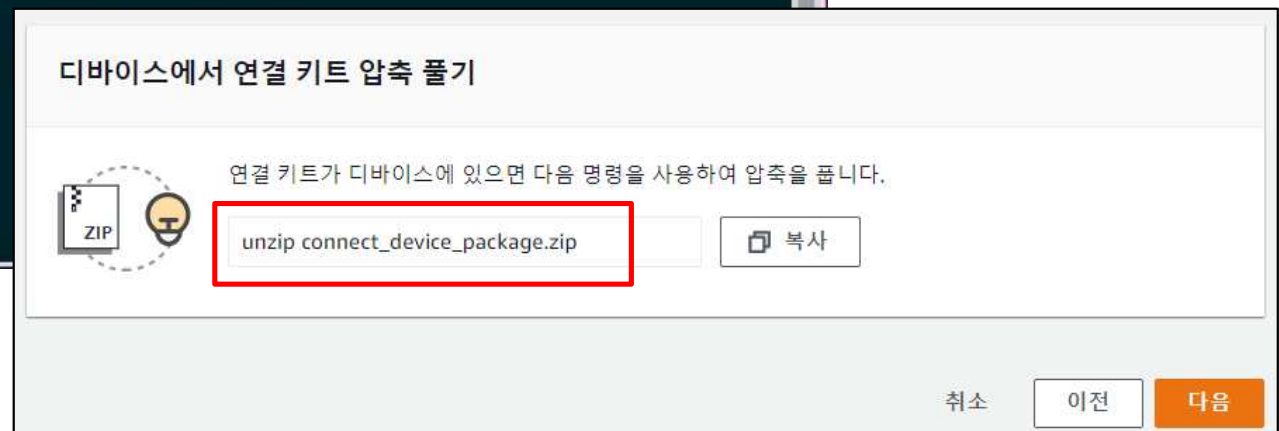 디바이스에서 연결 키트 압축 풀기
연결 키트가 디바이스에 있으면 다음 명령을 사용하여 압축을 풉니다.
ZIP
unzip connect_device_package.zip
복사
취소
이전
다음